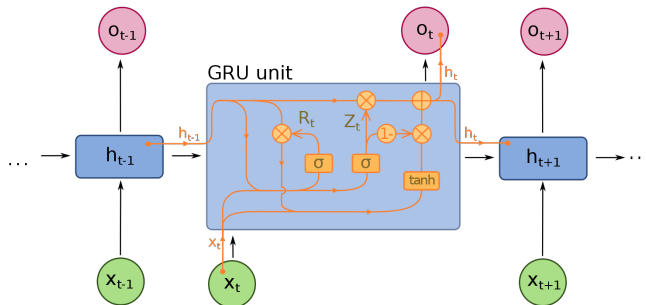 o_{t-1} o_t o_{t+1}
GRU unit
h_t
R_t Z_t
h_{t-1} 1- h_t
... h_{t-1} σ σ h_{t+1} ...
tanh
x_t
x_{t-1} x_t x_{t+1}